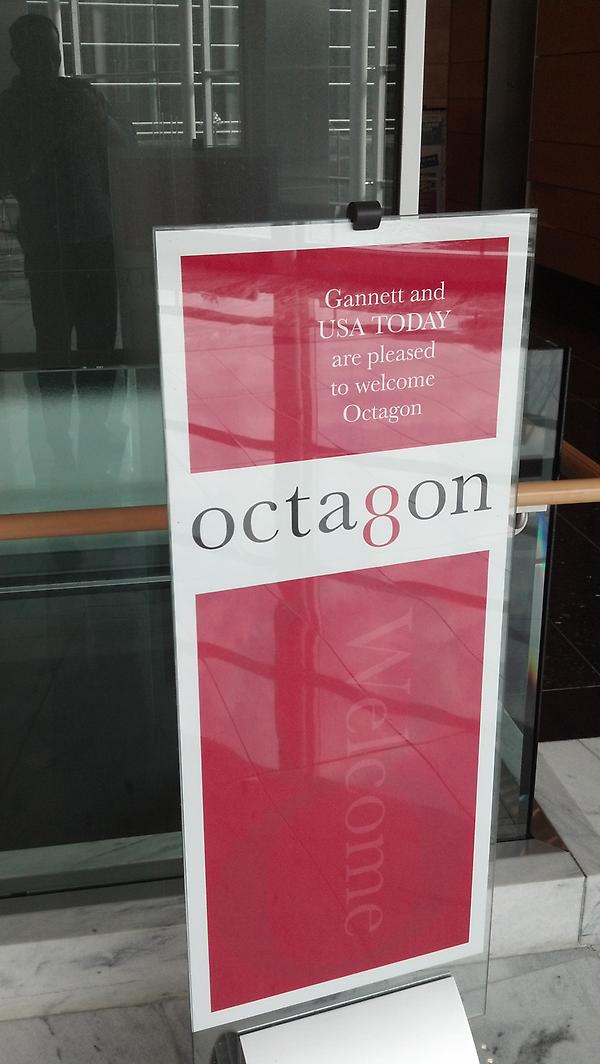 Gannett and
USA TODAY
are pleased
to welcome
Octagon
octa8on
Welcome